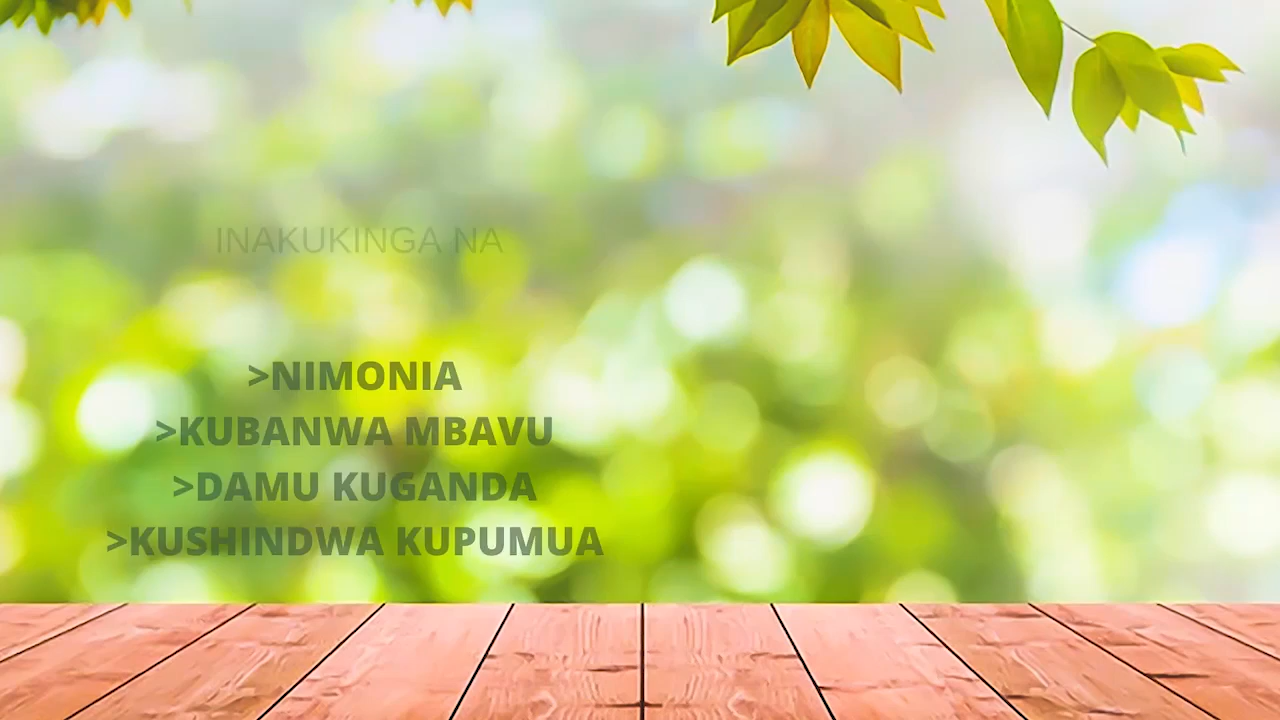 INAKUKINGA NA
>NIMONIA
>KUBANWA MBAVU
>DAMU KUGANDA
>KUSHINDWA KUPUMUA